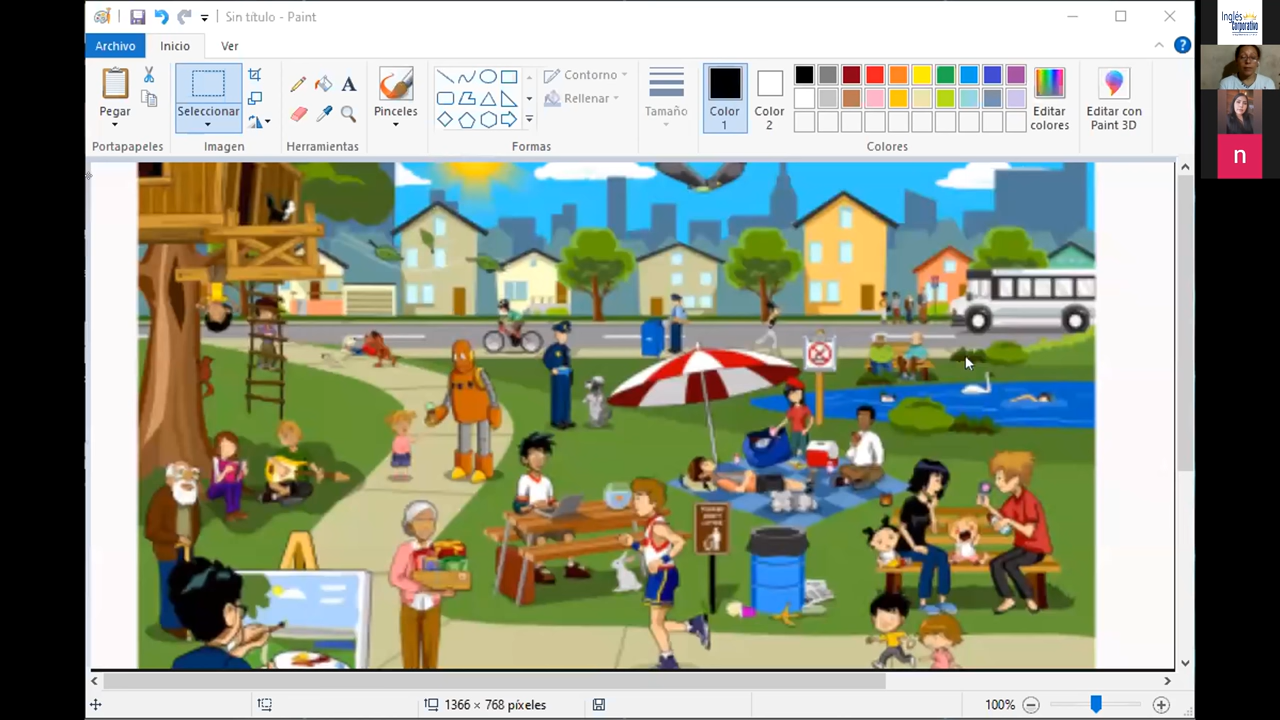 Sin título - Paint
Archivo
Inicio
Ver
Pegar
Seleccionar
Pinceles
Contorno
Rellenar
Tamaño
Color
1
Color
2
Editar
colores
Editar con
Paint 3D
Portapapeles
Imagen
Herramientas
Formas
Colores
1366 × 768 píxeles
100%
Inglés
Corporativo
n